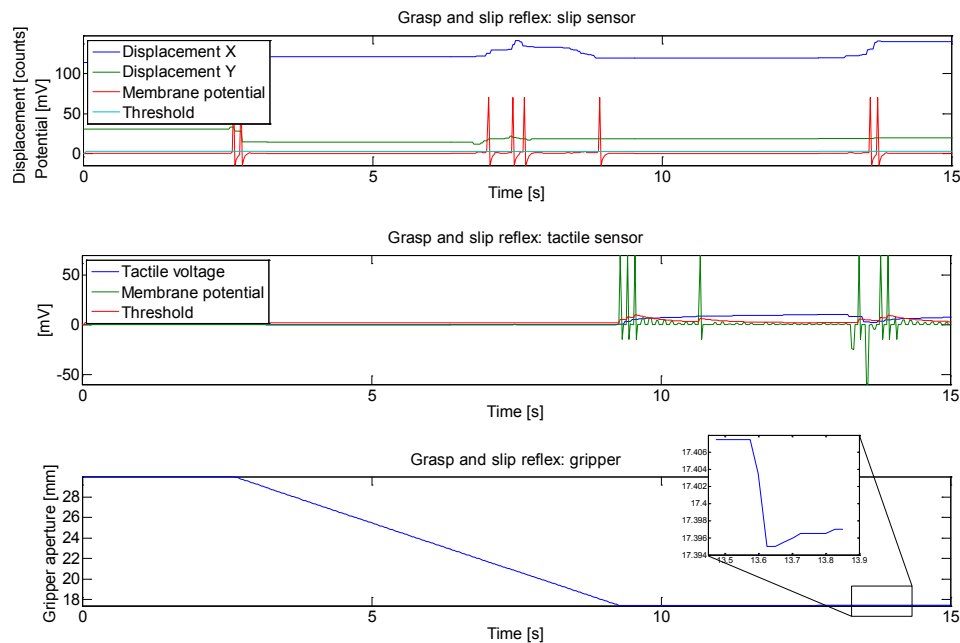 Grasp and slip reflex: slip sensor
Displacement [counts]
Potential [mV]
100
50
0
Displacement X
Displacement Y
Membrane potential
Threshold
0 5 10 15
Time [s]
Grasp and slip reflex: tactile sensor
[mV]
50
0
-50
Tactile voltage
Membrane potential
Threshold
0 5 10 15
Time [s]
Grasp and slip reflex: gripper
Gripper aperture [mm]
28
26
24
22
20
18
17.406
17.404
17.402
17.4
17.398
17.396
17.394
13.5 13.6 13.7 13.8 13.9
0 5 10 15
Time [s]